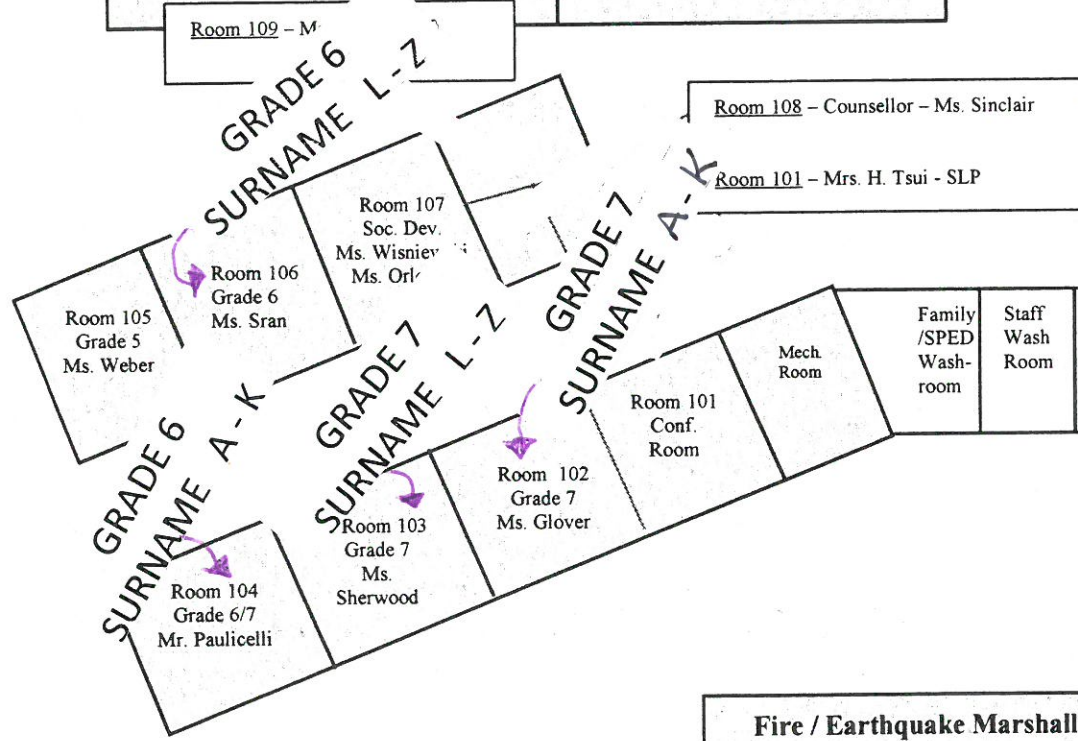 Room 109 –
GRADE 6
SURNAME L - Z
Room 108 – Counsellor – Ms. Sinclair
Room 101 – Mrs. H. Tsui - SLP
Room 107
Soc. Dev.
Ms.
Ms.
Room 106
Grade 6
Ms. Sran
Room 105
Grade 5
Ms. Weber
GRADE 7
SURNAME A - K
Family
/SPED
Wash-
room
Staff
Wash
Room
Mech.
Room
Room 101
Conf.
Room
GRADE 7
SURNAME L - Z
Room 102
Grade 7
Ms. Glover
GRADE 6
SURNAME A - K
Room 103
Grade 7
Ms.
Sherwood
Room 104
Grade 6/7
Mr. Paulicelli
Fire / Earthquake Marshall